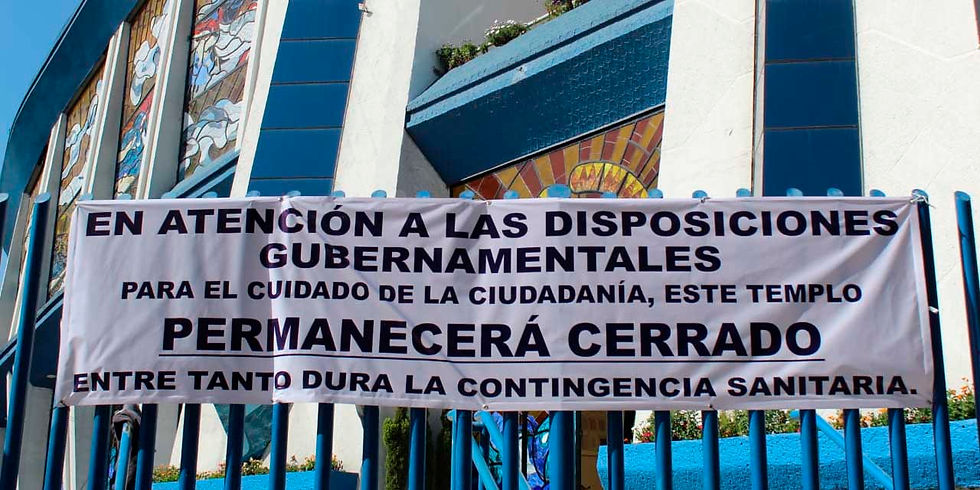 EN ATENCIÓN A LAS DISPOSICIONES
GUBERNAMENTALES
PARA EL CUIDADO DE LA CIUDADANÍA, ESTE TEMPLO
PERMANECERÁ CERRADO
ENTRE TANTO DURA LA CONTINGENCIA SANITARIA.